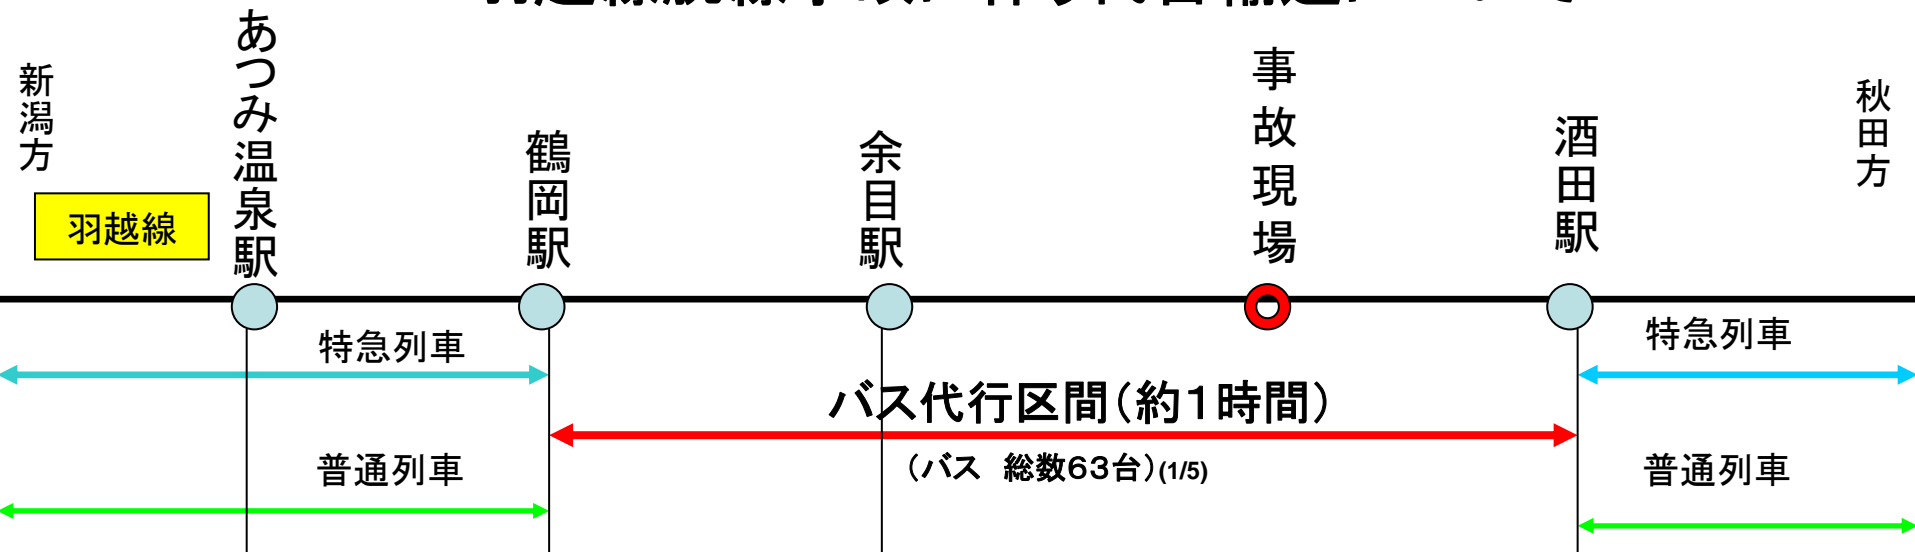 新潟方
あつみ温泉駅
鶴岡駅
余目駅
事故現場
酒田駅
秋田方
羽越線
特急列車
特急列車
バス代行区間(約1時間)
(バス 総数63台)(1/5)
普通列車
普通列車